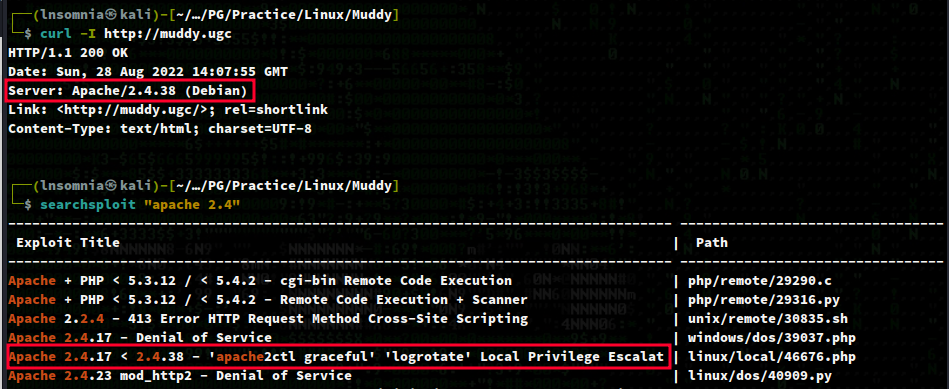 ┌──(lnsomnia㉿kali)-[~/…/PG/Practice/Linux/Muddy]
└─$ curl -I http://muddy.ugc
HTTP/1.1 200 OK
Date: Sun, 28 Aug 2022 14:07:55 GMT
Server: Apache/2.4.38 (Debian)
Link: <http://muddy.ugc/>; rel=shortlink
Content-Type: text/html; charset=UTF-8
┌──(lnsomnia㉿kali)-[~/…/PG/Practice/Linux/Muddy]
└─$ searchsploit "apache 2.4"
Exploit Title | Path
Apache + PHP < 5.3.12 / < 5.4.2 - cgi-bin Remote Code Execution | php/remote/29290.c
Apache + PHP < 5.3.12 / < 5.4.2 - Remote Code Execution + Scanner | php/remote/29316.py
Apache 2.2.4 - 413 Error HTTP Request Method Cross-Site Scripting | unix/remote/30835.sh
Apache 2.4.17 - Denial of Service | windows/dos/39037.php
Apache 2.4.17 < 2.4.38 - 'apache2ctl graceful' 'logrotate' Local Privilege Escalat | linux/local/46676.php
Apache 2.4.23 mod_http2 - Denial of Service | linux/dos/40909.py